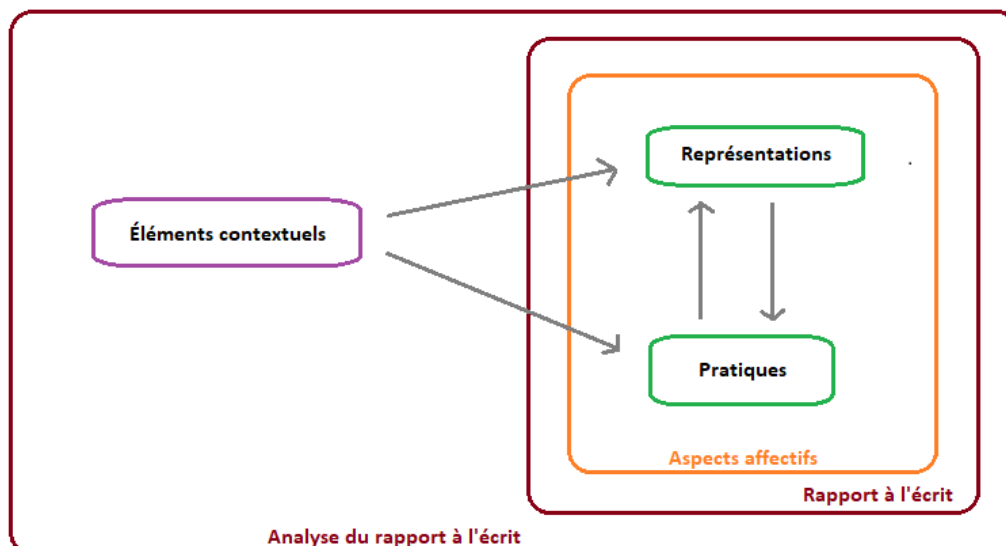 Représentations
Éléments contextuels
Pratiques
Aspects affectifs
Rapport à l'écrit
Analyse du rapport à l'écrit